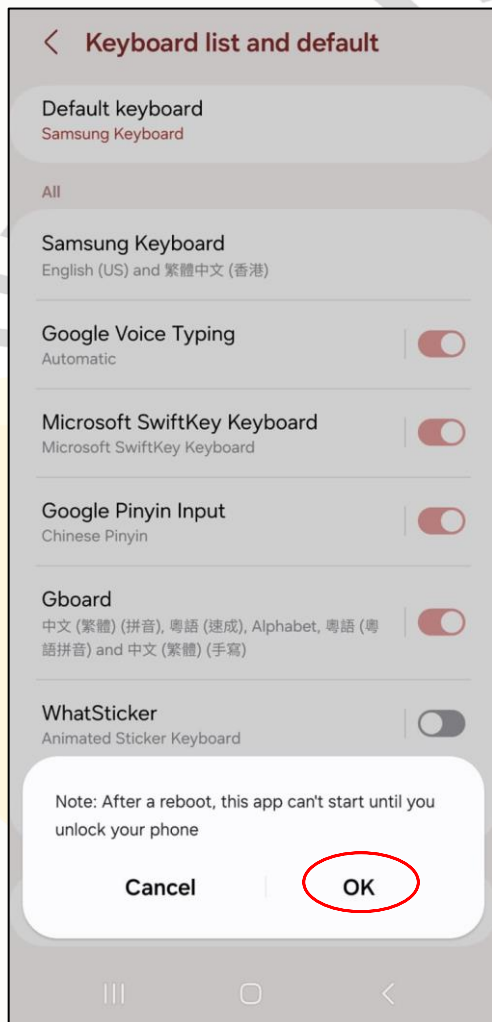 Keyboard list and default
Default keyboard
Samsung Keyboard
All
Samsung Keyboard
English (US) and 繁體中文 (香港)
Google Voice Typing
Automatic
Microsoft SwiftKey Keyboard
Microsoft SwiftKey Keyboard
Google Pinyin Input
Chinese Pinyin
Gboard
中文 (繁體) (拼音), 粵語 (速成), Alphabet, 粵語 (粵
語拼音) and 中文 (繁體) (手寫)
WhatSticker
Animated Sticker Keyboard
Note: After a reboot, this app can't start until you
unlock your phone
Cancel
OK